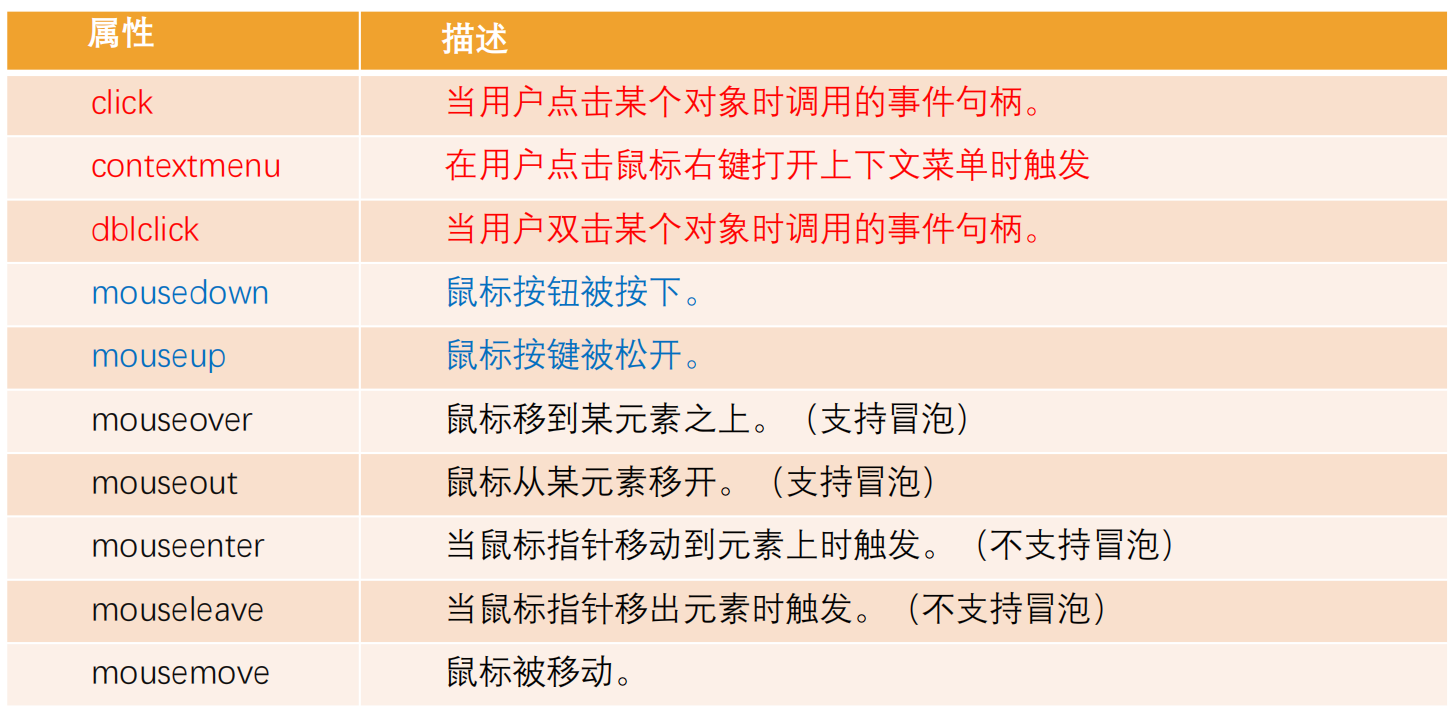 属性 描述
click 当用户点击某个对象时调用的事件句柄。
contextmenu 在用户点击鼠标右键打开上下文菜单时触发
dblclick 当用户双击某个对象时调用的事件句柄。
mousedown 鼠标按钮被按下。
mouseup 鼠标按键被松开。
mouseover 鼠标移到某元素之上。（支持冒泡）
mouseout 鼠标从某元素移开。（支持冒泡）
mouseenter 当鼠标指针移动到元素上时触发。（不支持冒泡）
mouseleave 当鼠标指针移出元素时触发。（不支持冒泡）
mousemove 鼠标被移动。